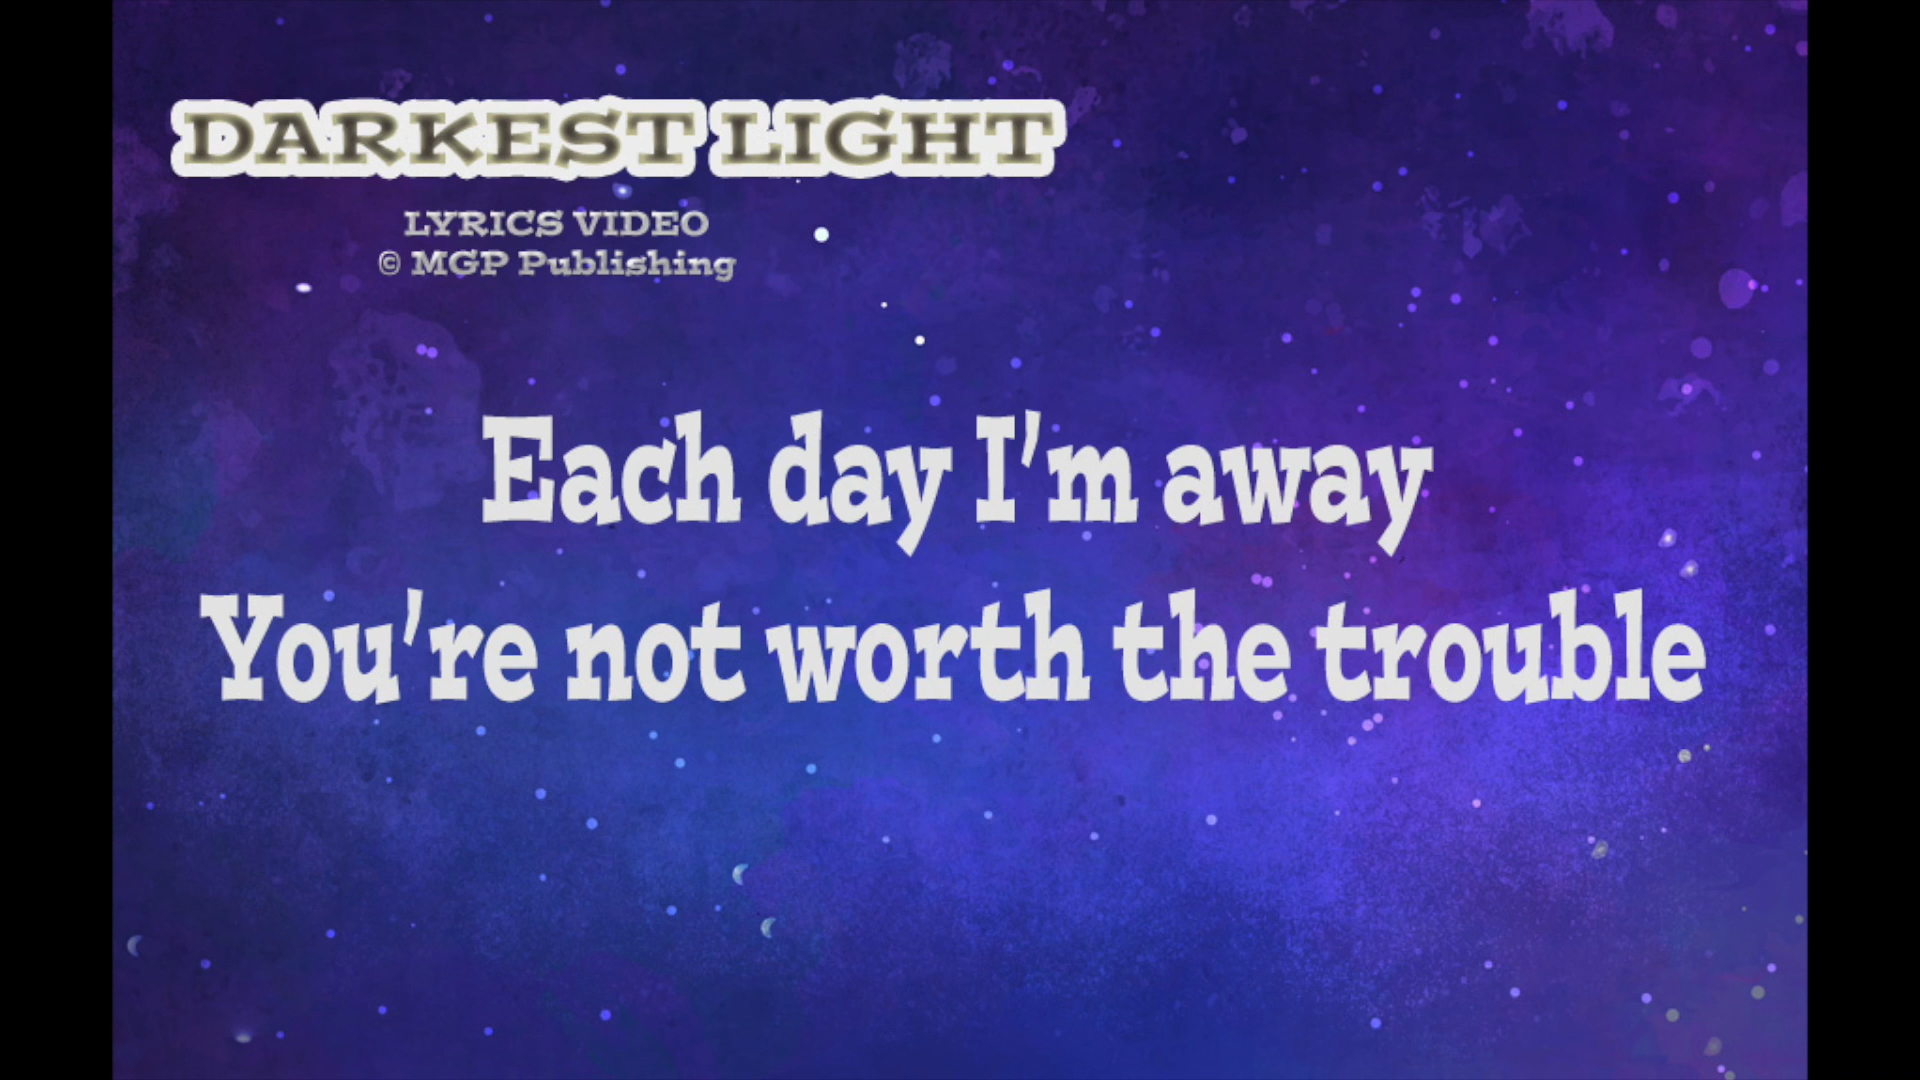 DARKEST LIGHT
LYRICS VIDEO
© MGP Publishing
Each day I'm away
You're not worth the trouble